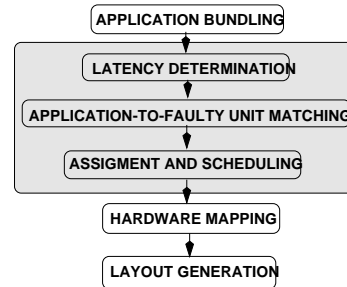 APPLICATION BUNDLING
LATENCY DETERMINATION
APPLICATION-TO-FAULTY UNIT MATCHING
ASSIGMENT AND SCHEDULING
HARDWARE MAPPING
LAYOUT GENERATION